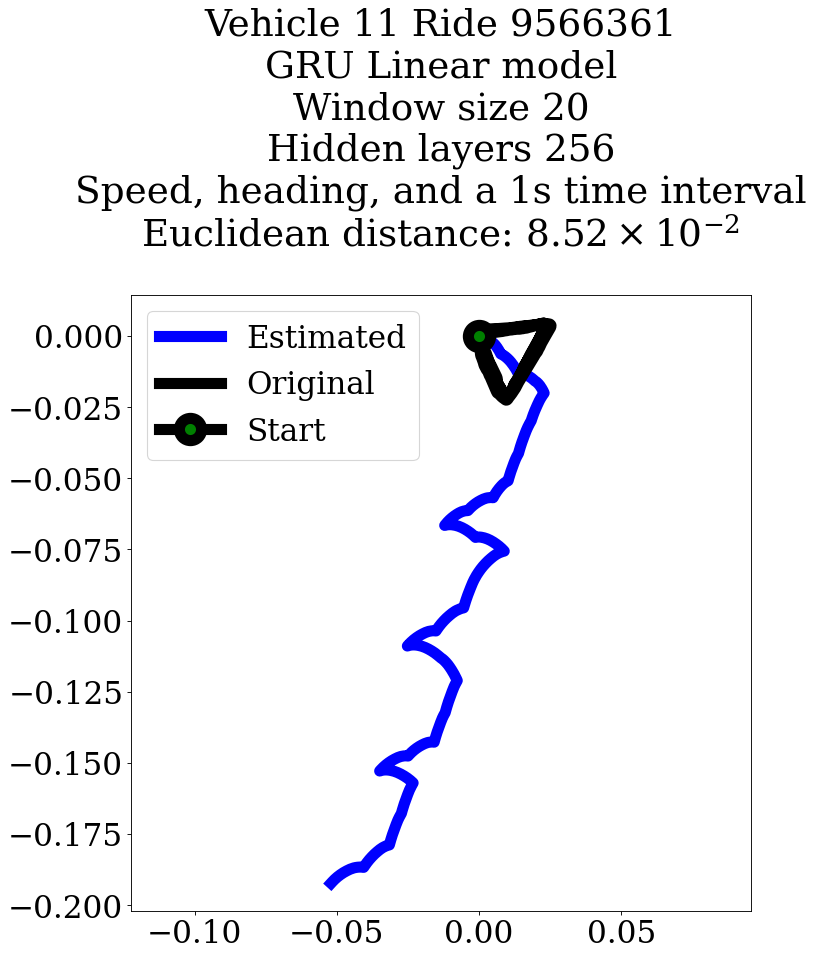 Vehicle 11 Ride 9566361
GRU Linear model
Window size 20
Hidden layers 256
Speed, heading, and a 1s time interval
Euclidean distance: 8.52 × 10⁻²
Estimated
Original
Start
0.000
−0.025
−0.050
−0.075
−0.100
−0.125
−0.150
−0.175
−0.200
−0.10 −0.05 0.00 0.05